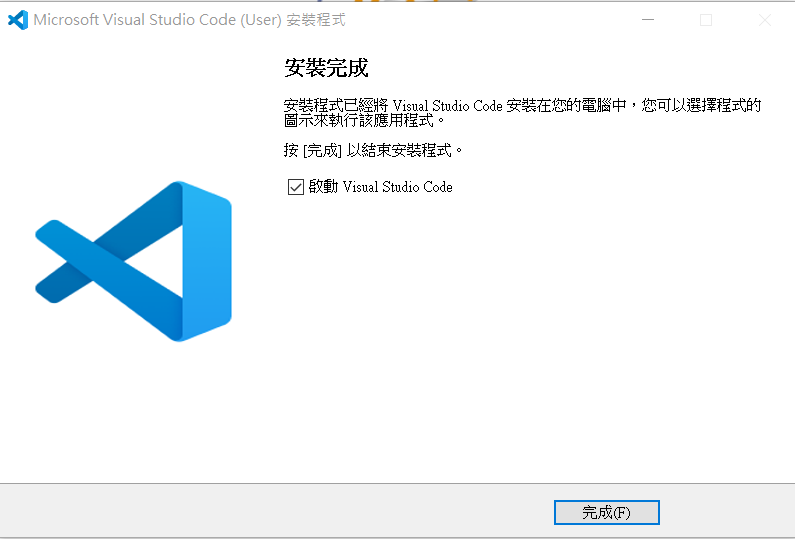 Microsoft Visual Studio Code (User) 安裝程式
安裝完成
安裝程式已經將 Visual Studio Code 安裝在您的電腦中，您可以選擇程式的
圖示來執行該應用程式。
按 [完成] 以結束安裝程式。
啟動 Visual Studio Code
完成(F)